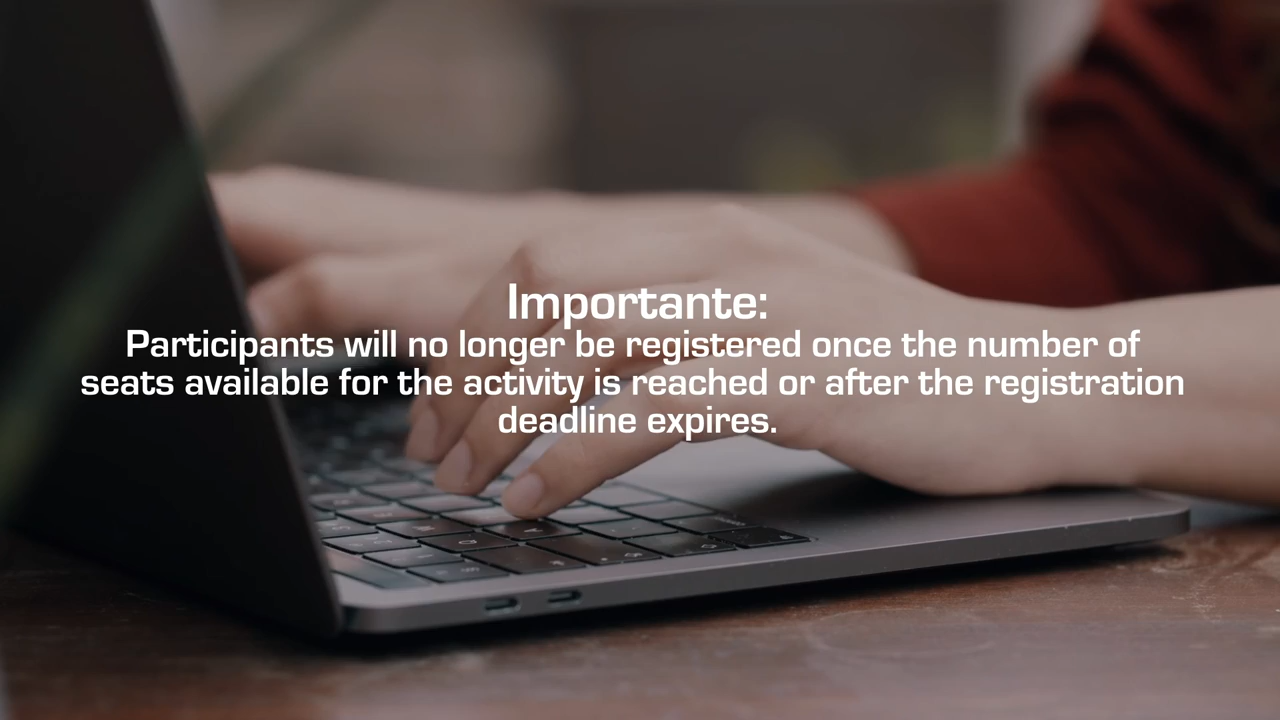 Importante:
Participants will no longer be registered once the number of
seats available for the activity is reached or after the registration
deadline expires.